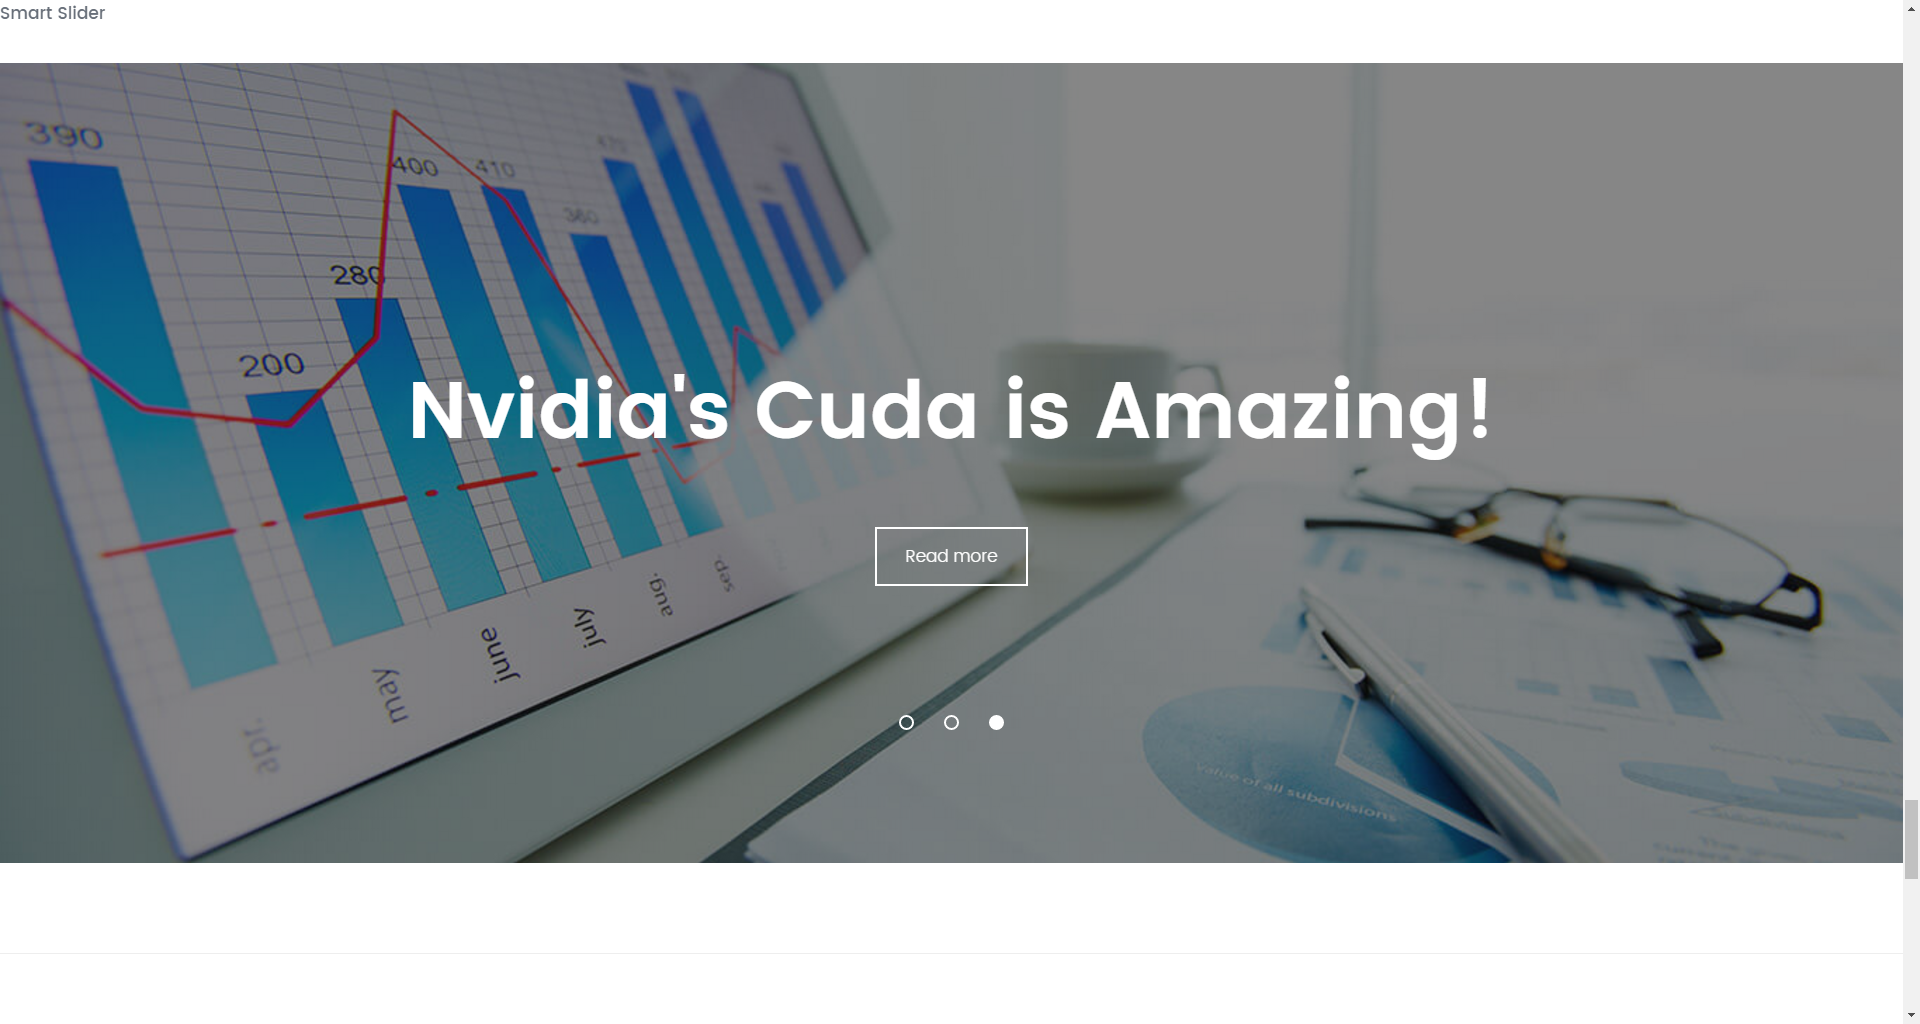 Smart Slider
390
400
410
360
280
200
Nvidia's Cuda is Amazing!
Read more
sep.
aug.
july
june
may
apr.
value of all subdivisions